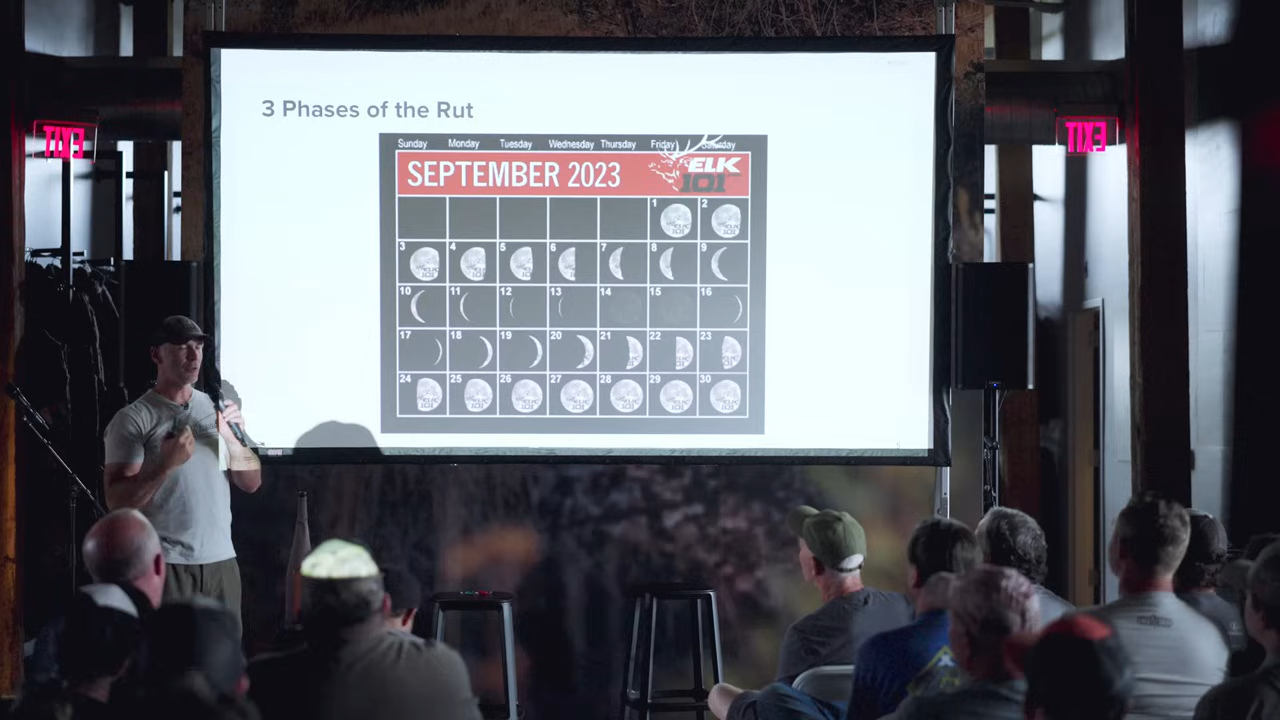 3 Phases of the Rut
EXIT
EXIT
Sunday Monday Tuesday Wednesday Thursday Friday Saturday
SEPTEMBER 2023 ELK
101
1 2
3 4 5 6 7 8 9
10 11 12 13 14 15 16
17 18 19 20 21 22 23
24 25 26 27 28 29 30